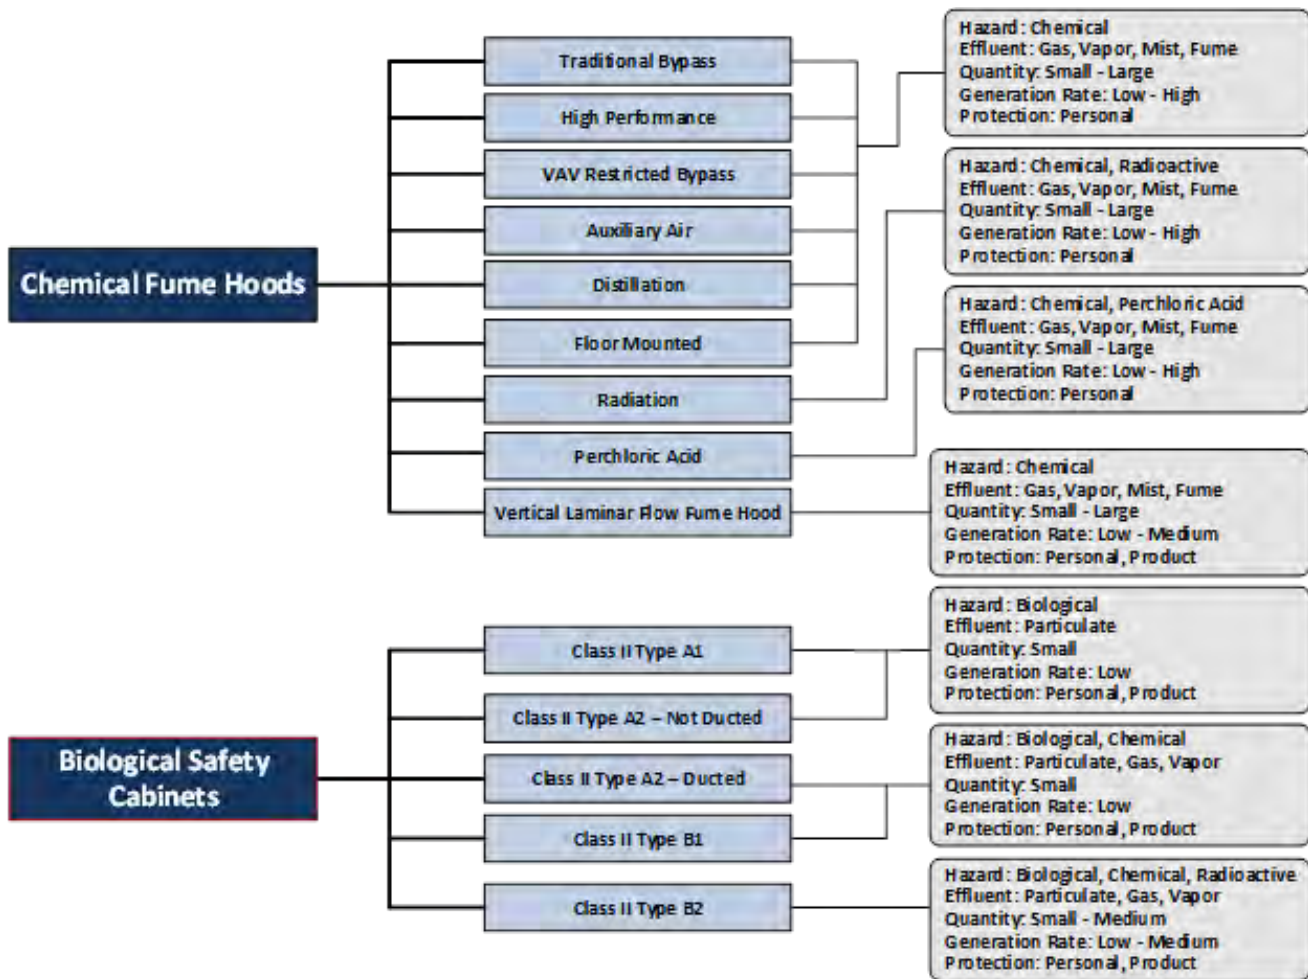 Chemical Fume Hoods
Traditional Bypass
High Performance
VAV Restricted Bypass
Auxiliary Air
Distillation
Floor Mounted
Radiation
Perchloric Acid
Vertical Laminar Flow Fume Hood
Hazard: Chemical
Effluent: Gas, Vapor, Mist, Fume
Quantity: Small - Large
Generation Rate: Low - High
Protection: Personal
Hazard: Chemical, Radioactive
Effluent: Gas, Vapor, Mist, Fume
Quantity: Small - Large
Generation Rate: Low - High
Protection: Personal
Hazard: Chemical, Perchloric Acid
Effluent: Gas, Vapor, Mist, Fume
Quantity: Small - Large
Generation Rate: Low - High
Protection: Personal
Hazard: Chemical
Effluent: Gas, Vapor, Mist, Fume
Quantity: Small - Large
Generation Rate: Low - Medium
Protection: Personal, Product
Biological Safety
Cabinets
Class II Type A1
Class II Type A2 – Not Ducted
Class II Type A2 – Ducted
Class II Type B1
Class II Type B2
Hazard: Biological
Effluent: Particulate
Quantity: Small
Generation Rate: Low
Protection: Personal, Product
Hazard: Biological, Chemical
Effluent: Particulate, Gas, Vapor
Quantity: Small
Generation Rate: Low
Protection: Personal, Product
Hazard: Biological, Chemical, Radioactive
Effluent: Particulate, Gas, Vapor
Quantity: Small - Medium
Generation Rate: Low - Medium
Protection: Personal, Product